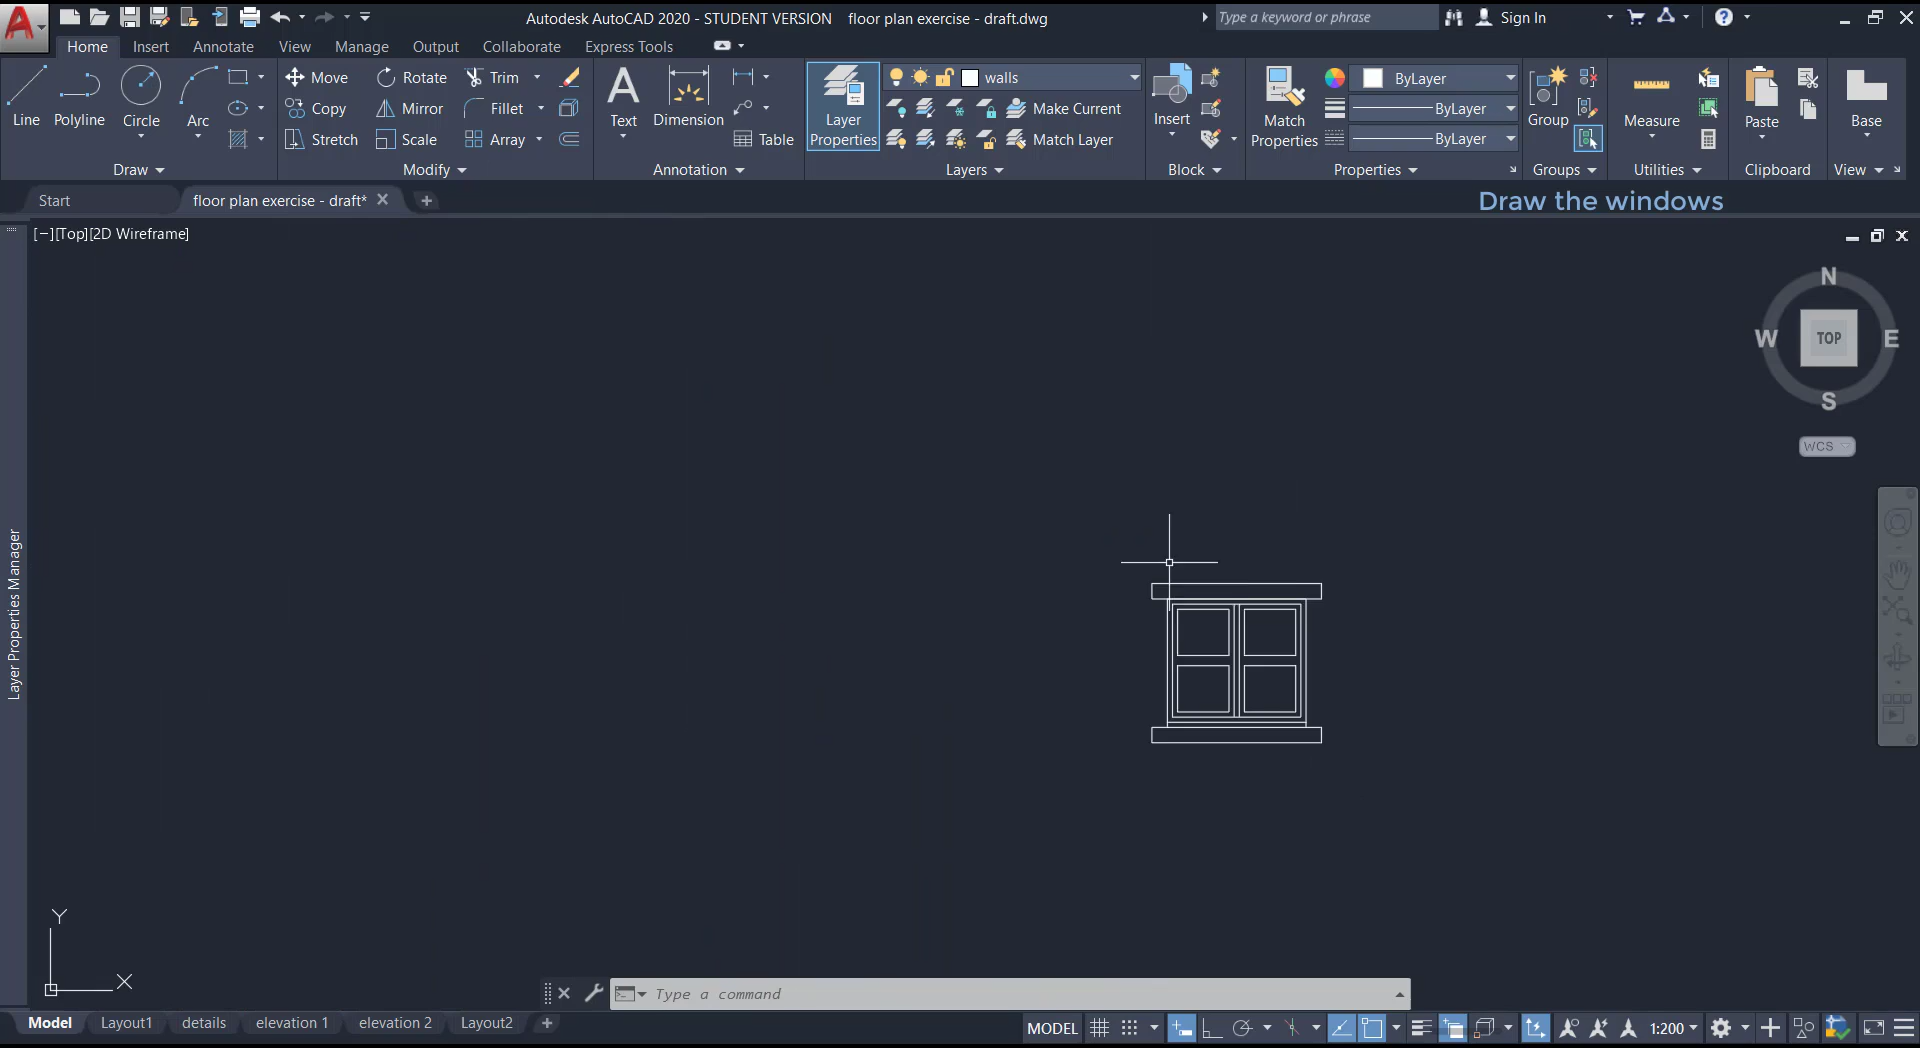 Autodesk AutoCAD 2020 - STUDENT VERSION floor plan exercise - draft.dwg
Type a keyword or phrase
Sign In
Home Insert Annotate View Manage Output Collaborate Express Tools
Line Polyline Circle Arc
Move Rotate Trim
Copy Mirror Fillet
Stretch Scale Array
Text Dimension Table
Layer Properties
walls
Make Current
Match Layer
Insert
Match Properties
ByLayer
ByLayer
ByLayer
Group
Measure
Paste
Base
Draw Modify Annotation Layers Block Properties Groups Utilities Clipboard View
Start floor plan exercise - draft*
Draw the windows
[−][Top][2D Wireframe]
N
W TOP E
S
WCS
Layer Properties Manager
Y
X
Type a command
Model Layout1 details elevation 1 elevation 2 Layout2
MODEL 1:200